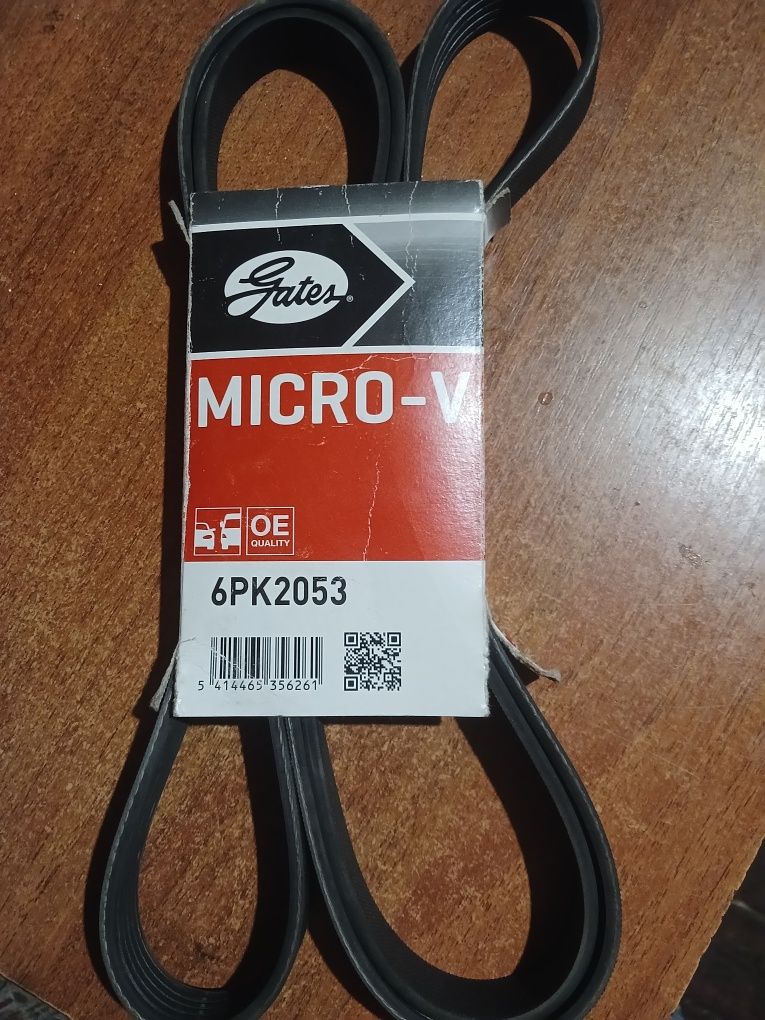 Gates®
MICRO-V
OE
QUALITY
6PK2053
5 414465 356261